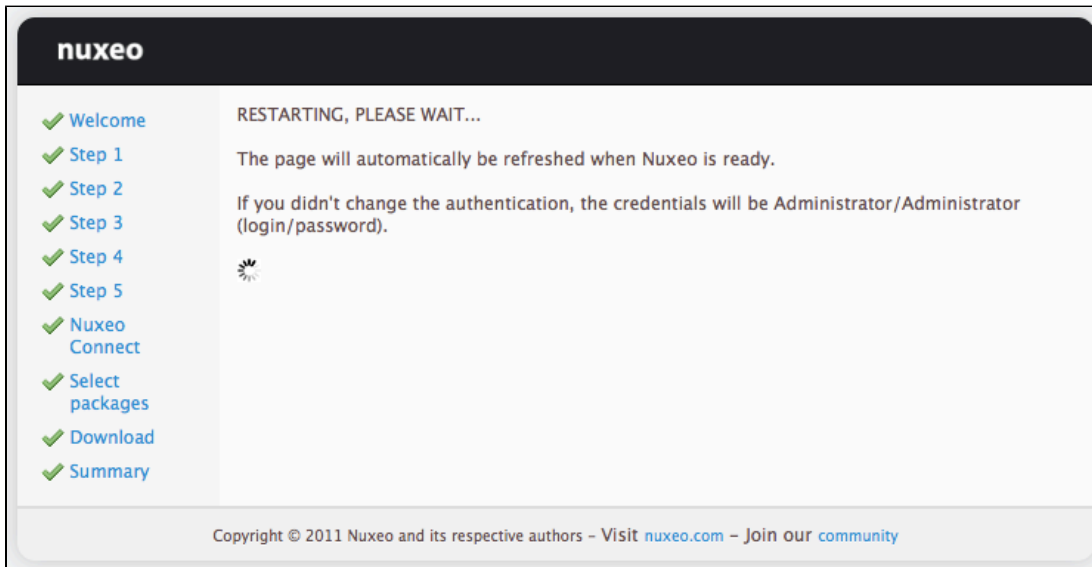 nuxeo
Welcome
Step 1
Step 2
Step 3
Step 4
Step 5
Nuxeo
Connect
Select
packages
Download
Summary
RESTARTING, PLEASE WAIT...
The page will automatically be refreshed when Nuxeo is ready.
If you didn't change the authentication, the credentials will be Administrator/Administrator
(login/password).
Copyright © 2011 Nuxeo and its respective authors – Visit nuxeo.com – Join our community